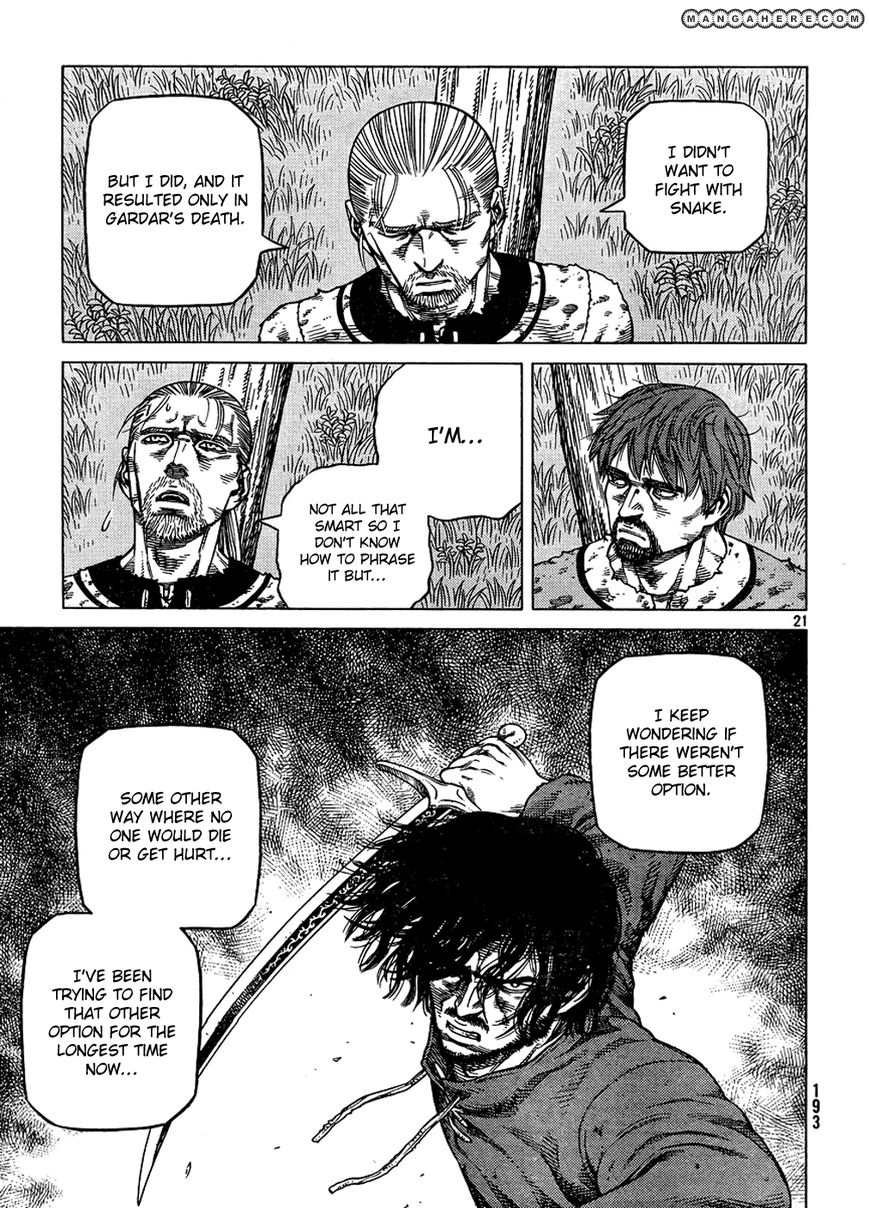 MANGAHERE.COM
I DIDN'T
WANT TO
FIGHT WITH
SNAKE.
BUT I DID, AND IT
RESULTED ONLY IN
GARDAR'S DEATH.
I'M...
NOT ALL THAT
SMART SO I
DON'T KNOW
HOW TO PHRASE
IT BUT...
21
I KEEP
WONDERING IF
THERE WEREN'T
SOME BETTER
OPTION.
SOME OTHER
WAY WHERE NO
ONE WOULD DIE
OR GET HURT...
I'VE BEEN
TRYING TO FIND
THAT OTHER
OPTION FOR THE
LONGEST TIME
NOW...
193